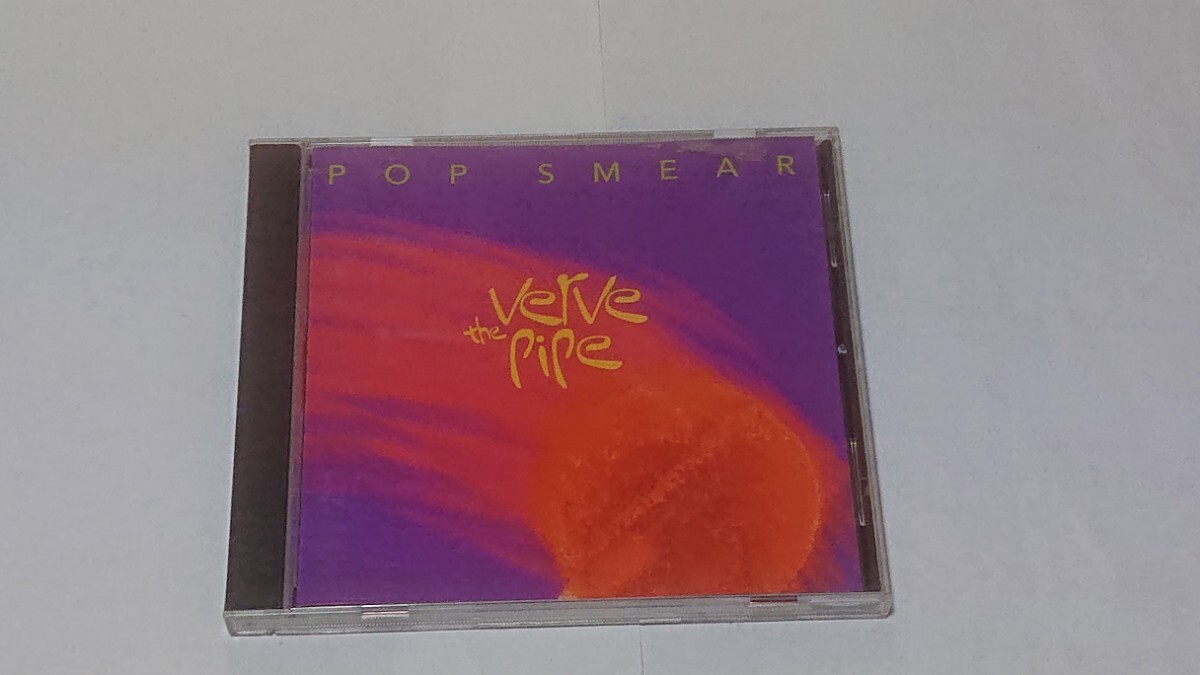 POP SMEAR
verve
the pipe